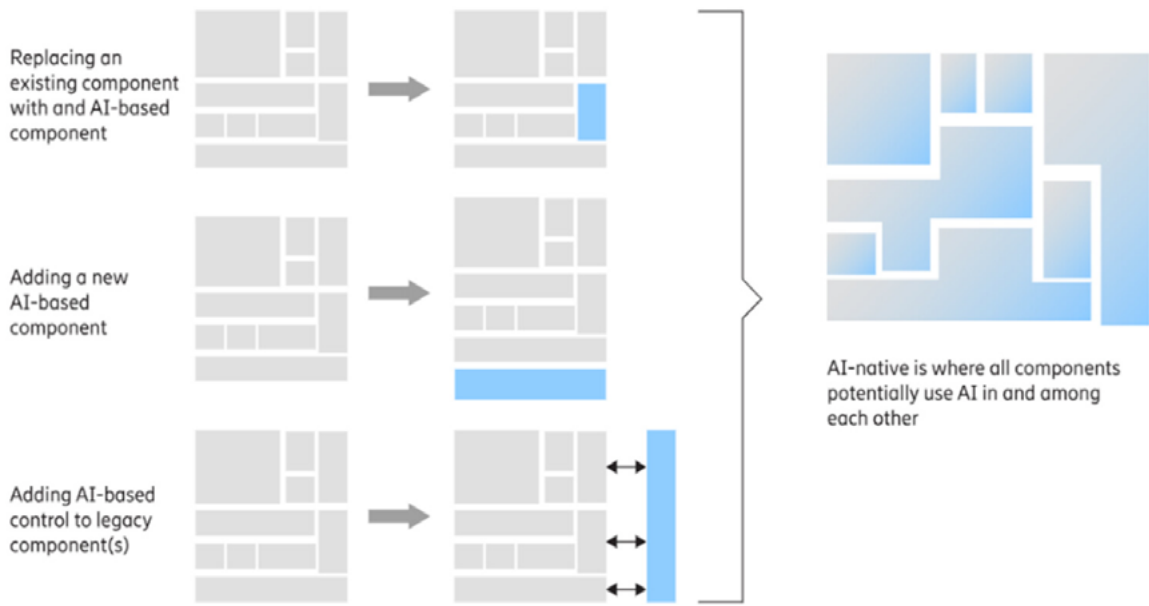 Replacing an
existing component
with and AI-based
component
Adding a new
AI-based
component
Adding AI-based
control to legacy
component(s)
AI-native is where all components
potentially use AI in and among
each other